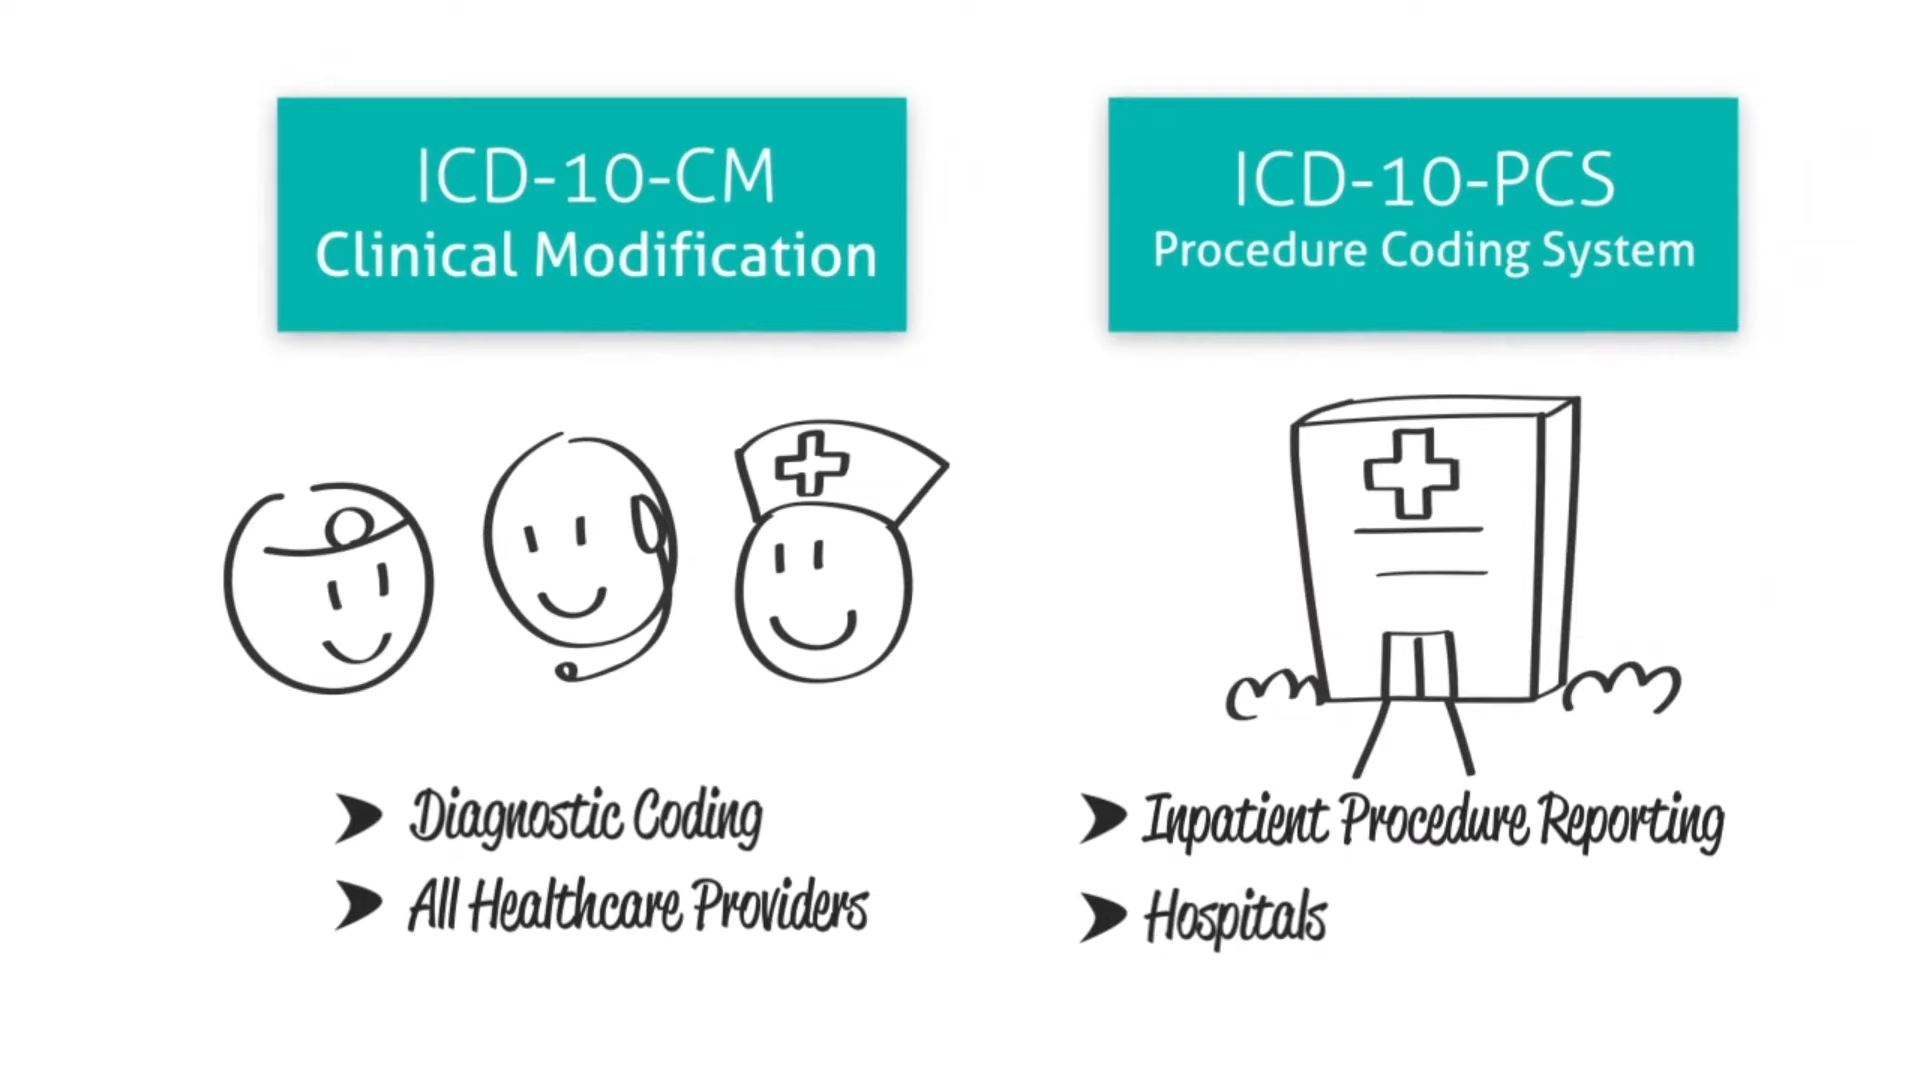 ICD-10-CM
Clinical Modification
Diagnostic Coding
All Healthcare Providers
ICD-10-PCS
Procedure Coding System
Inpatient Procedure Reporting
Hospitals